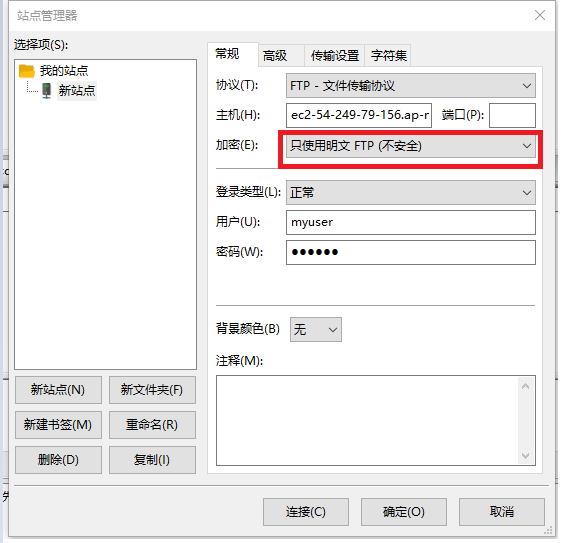 站点管理器
选择项(S):
我的站点
新站点
新站点(N)
新文件夹(F)
新建书签(M)
重命名(R)
删除(D)
复制(I)
常规
高级
传输设置
字符集
协议(T):
FTP - 文件传输协议
主机(H):
ec2-54-249-79-156.ap-r
端口(P):
加密(E):
只使用明文 FTP (不安全)
登录类型(L):
正常
用户(U):
myuser
密码(W):
●●●●●●
背景颜色(B)
无
注释(M):
连接(C)
确定(O)
取消